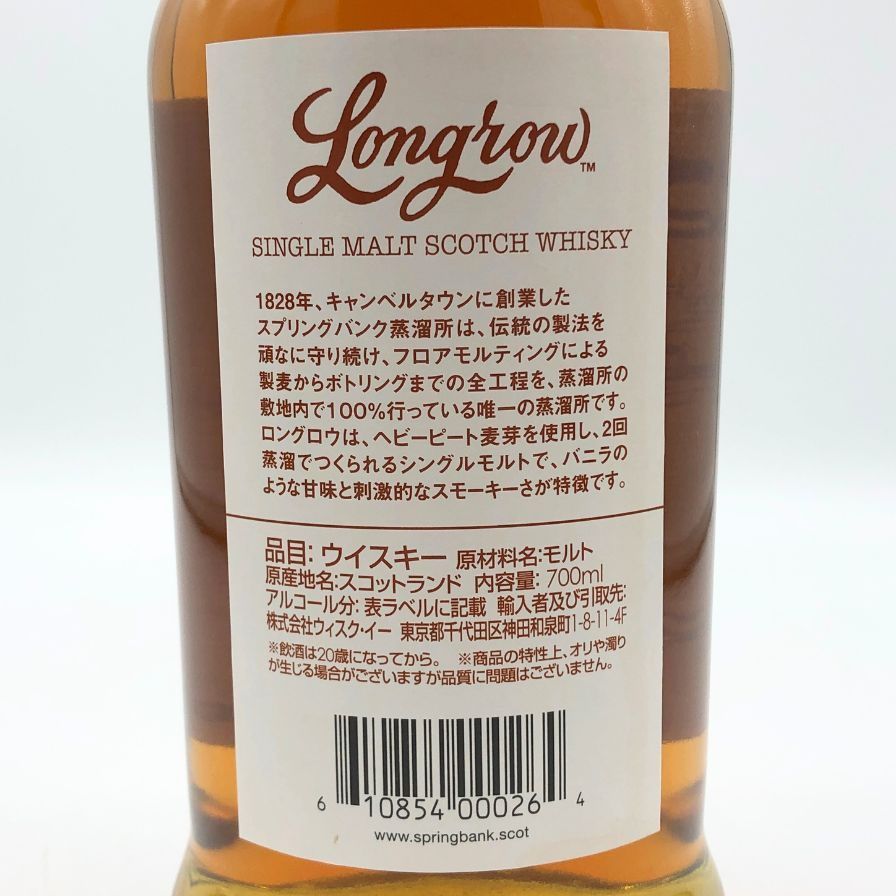 Longrow™
SINGLE MALT SCOTCH WHISKY
1828年、キャンベルタウンに創業した
スプリングバンク蒸溜所は、伝統の製法を
頑なに守り続け、フロアモルティングによる
製麦からボトリングまでの全工程を、蒸溜所の
敷地内で100%行っている唯一の蒸溜所です。
ロングロウは、ヘビーピート麦芽を使用し、2回
蒸溜でつくられるシングルモルトで、バニラの
ような甘味と刺激的なスモーキーさが特徴です。
品目：ウイスキー 原材料名：モルト
原産地名：スコットランド 内容量：700ml
アルコール分：表ラベルに記載 輸入者及び引取先：
株式会社ウィスク・イー 東京都千代田区神田和泉町1-8-11-4F
※飲酒は20歳になってから。 ※商品の特性上、オリや濁り
が生じる場合がございますが品質に問題はございません。
6 10854 00026 4
www.springbank.scot